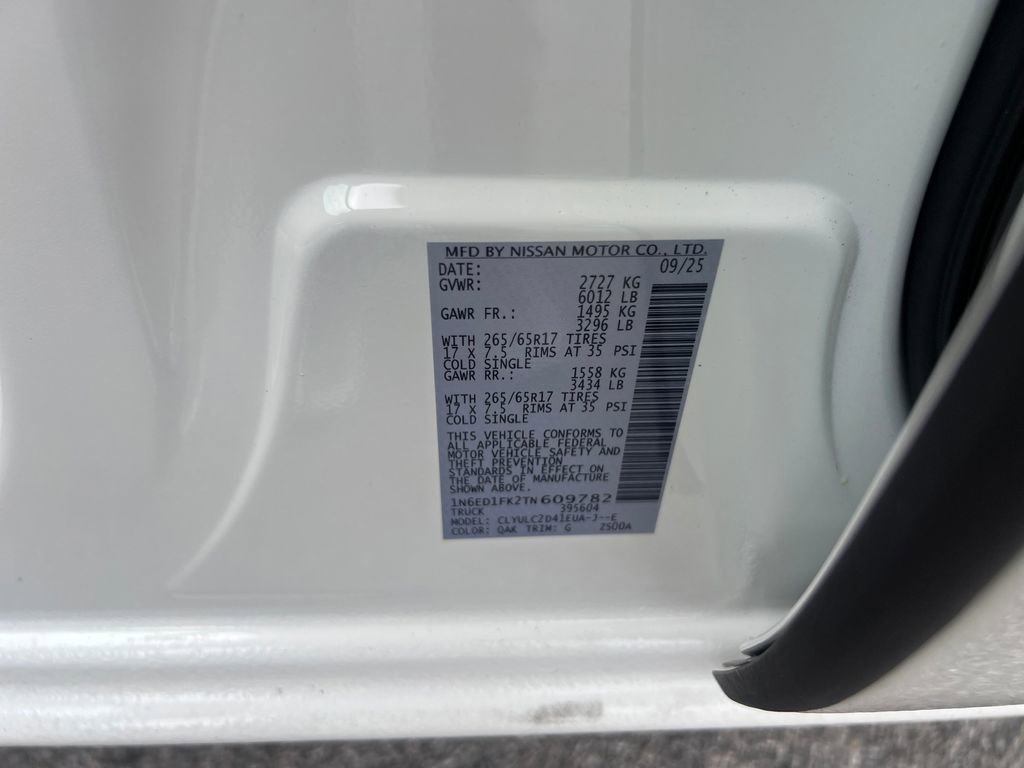 MFD BY NISSAN MOTOR CO., LTD.
DATE: 09/25
GVWR: 2727 KG
6012 LB
GAWR FR.: 1495 KG
3296 LB
WITH 265/65R17 TIRES
17 X 7.5 RIMS AT 35 PSI
COLD SINGLE
GAWR RR.: 1558 KG
3434 LB
WITH 265/65R17 TIRES
17 X 7.5 RIMS AT 35 PSI
COLD SINGLE
THIS VEHICLE CONFORMS TO
ALL APPLICABLE FEDERAL
MOTOR VEHICLE SAFETY AND
THEFT PREVENTION
STANDARDS IN EFFECT ON
THE DATE OF MANUFACTURE
SHOWN ABOVE.
1N6ED1FK2TN609782
TRUCK 395604
MODEL: CLYULC2D41EUA-J--E
COLOR: QAK TRIM: G 2500A